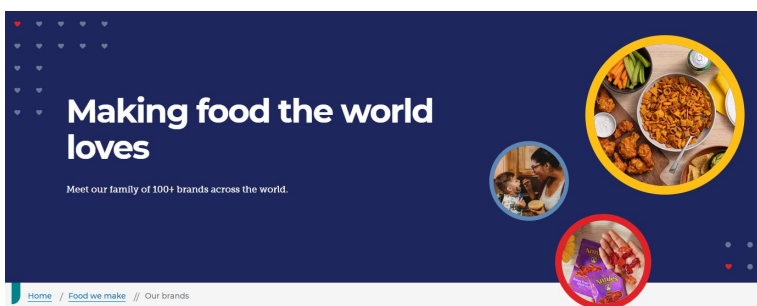 Making food the world
loves
Meet our family of 100+ brands across the world.
Annie's
Home / Food we make // Our brands